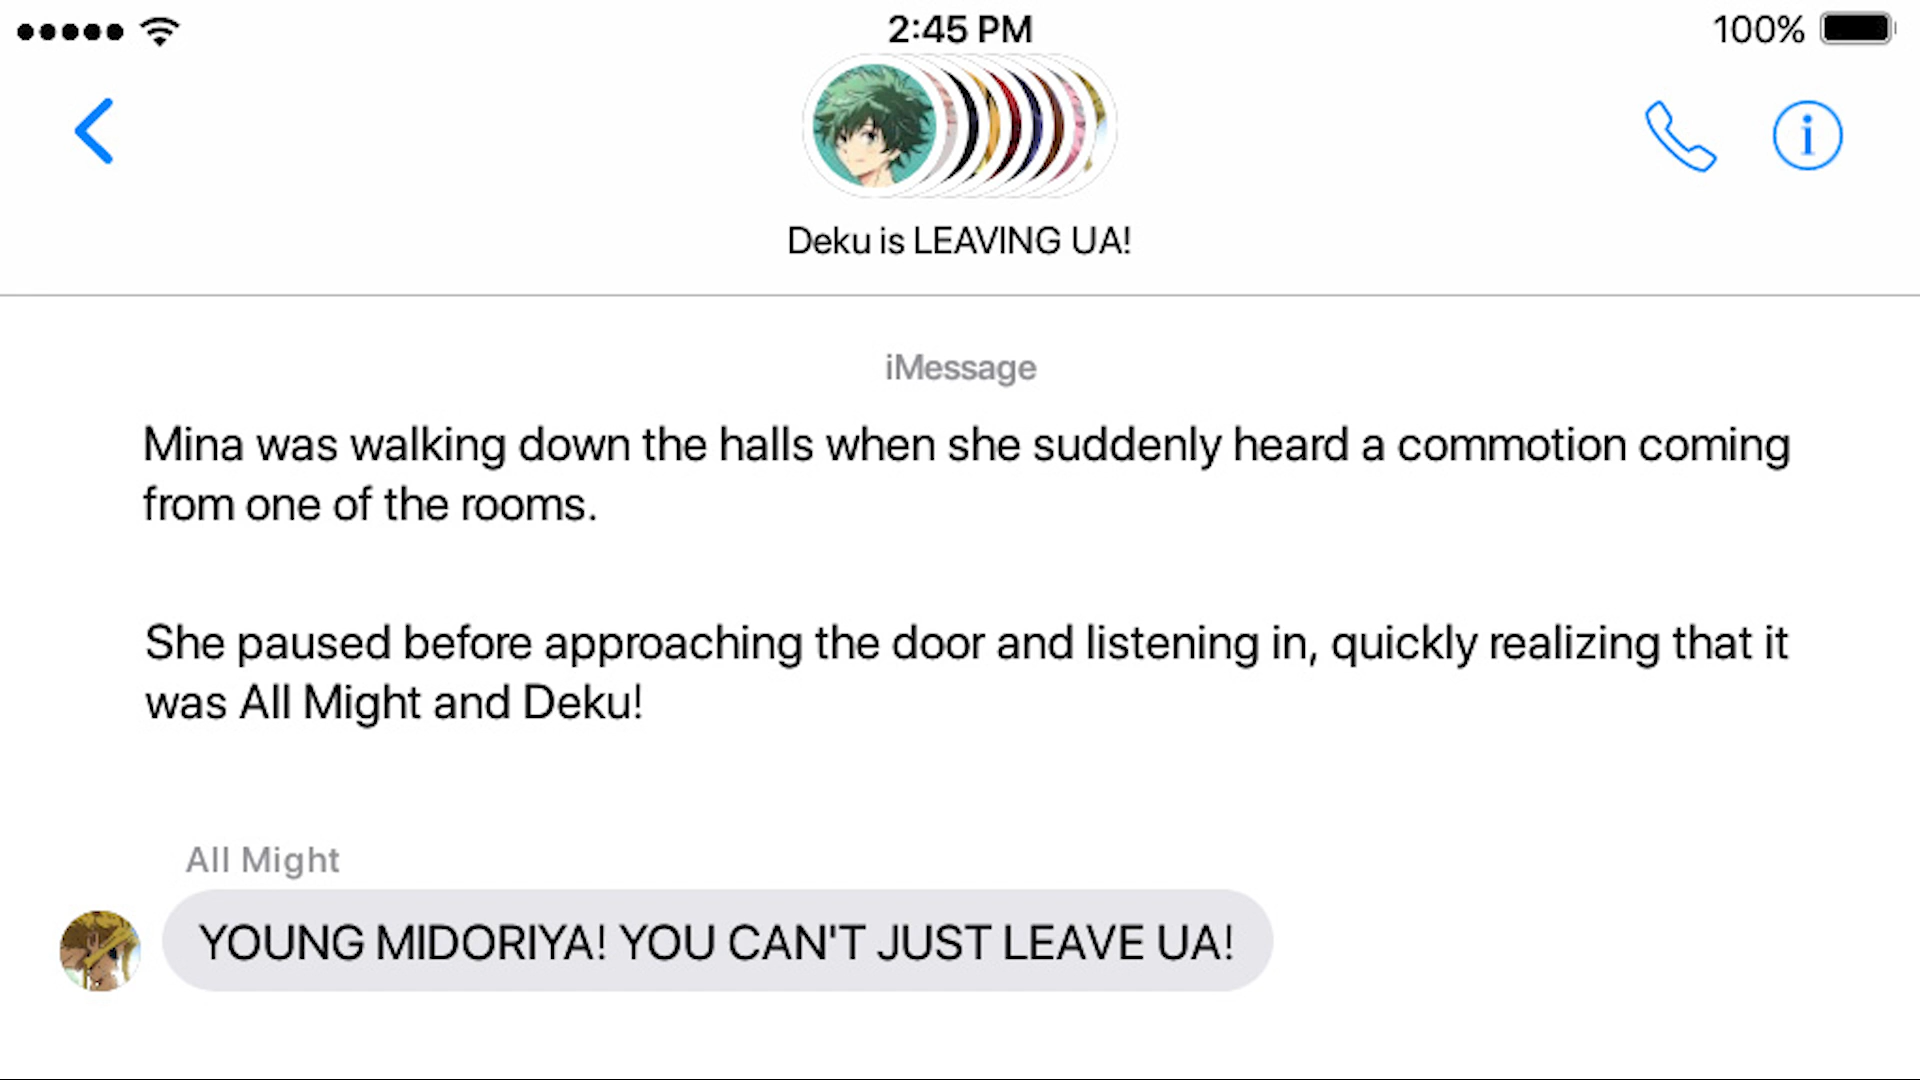 2:45 PM
100%
Deku is LEAVING UA!
iMessage
Mina was walking down the halls when she suddenly heard a commotion coming
from one of the rooms.
She paused before approaching the door and listening in, quickly realizing that it
was All Might and Deku!
All Might
YOUNG MIDORIYA! YOU CAN'T JUST LEAVE UA!